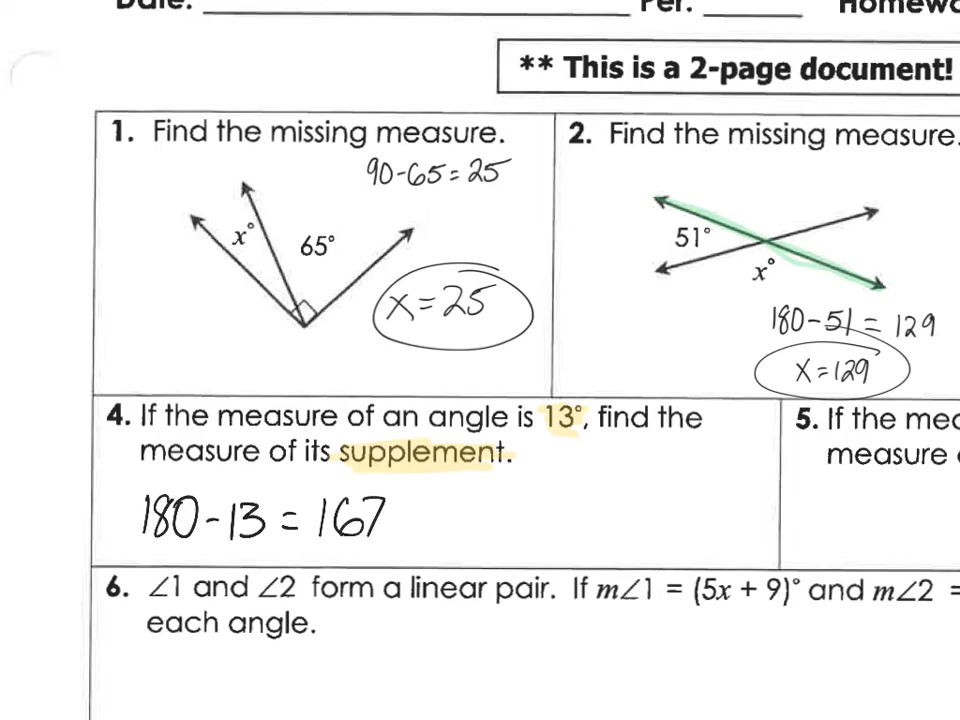 Date:
Per.
** This is a 2-page document!
1. Find the missing measure.
90-65=25
x°
65°
x=25
2. Find the missing measure.
51°
x°
180-51=129
x=129
4. If the measure of an angle is 13°, find the
measure of its supplement.
180-13=167
5. If the
measure
6. ∠1 and ∠2 form a linear pair. If m∠1 = (5x + 9)° and m∠2 =
each angle.